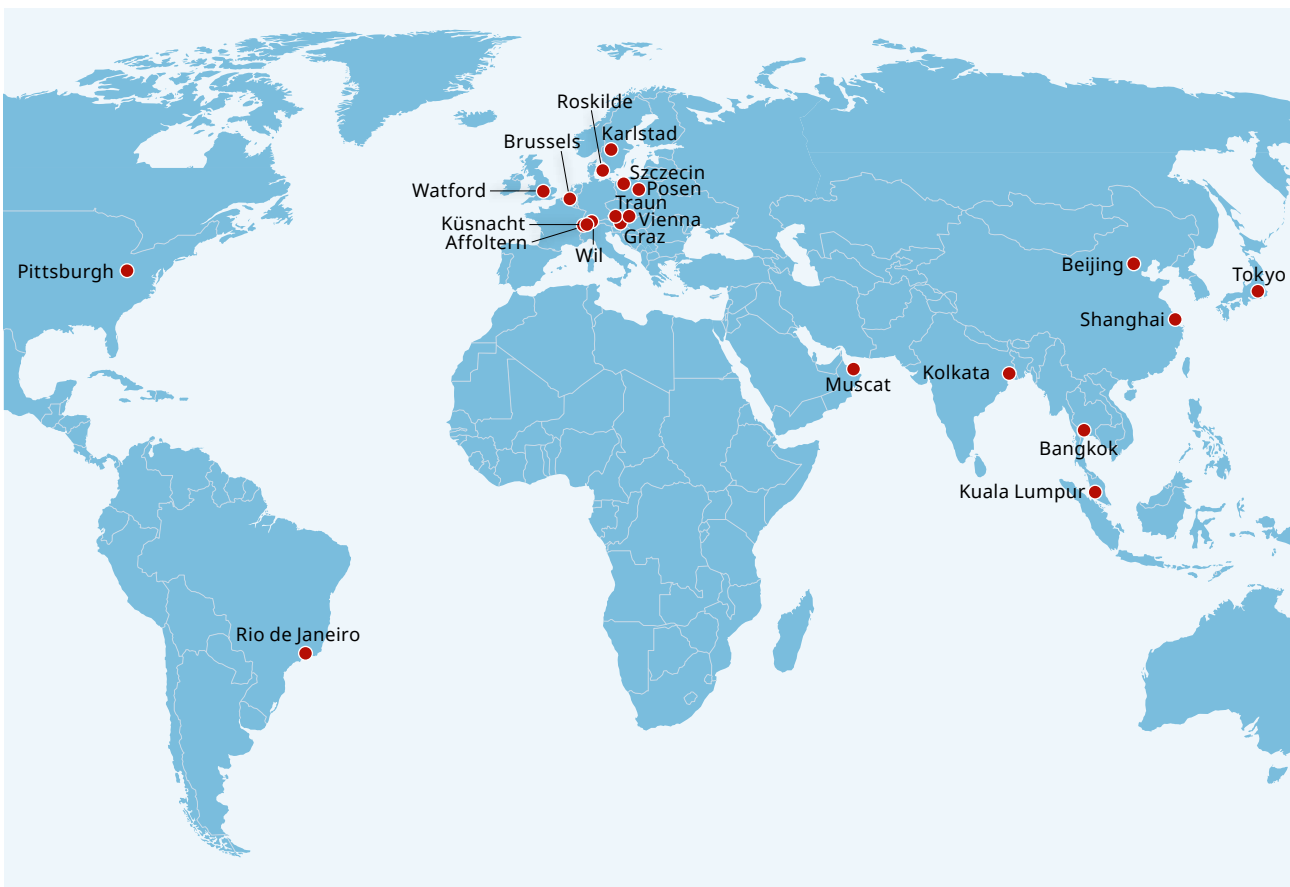 Roskilde
Karlstad
Brussels
Szczecin
Watford
Posen
Traun
Küsnacht
Vienna
Affoltern
Graz
Wil
Pittsburgh
Beijing
Tokyo
Shanghai
Muscat
Kolkata
Bangkok
Kuala Lumpur
Rio de Janeiro